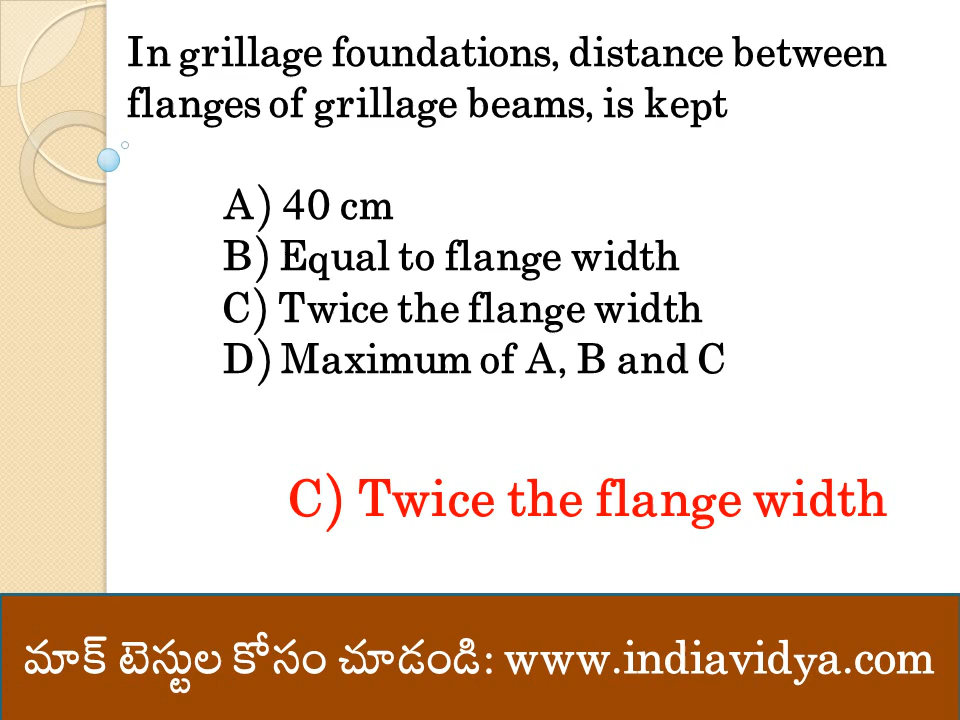 In grillage foundations, distance between
flanges of grillage beams, is kept
A) 40 cm
B) Equal to flange width
C) Twice the flange width
D) Maximum of A, B and C
C) Twice the flange width
మాక్ టెస్టుల కోసం చూడండి: www.indiavidya.com